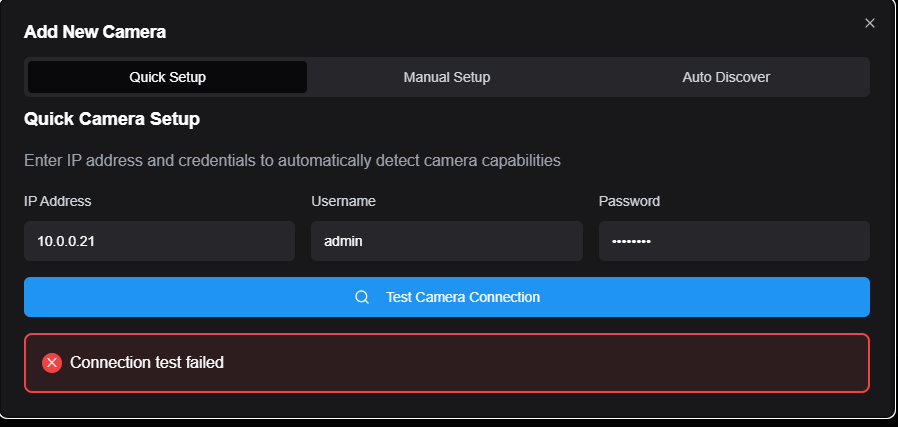 Add New Camera
Quick Setup Manual Setup Auto Discover
Quick Camera Setup
Enter IP address and credentials to automatically detect camera capabilities
IP Address Username Password
10.0.0.21 admin ••••••••
Test Camera Connection
Connection test failed